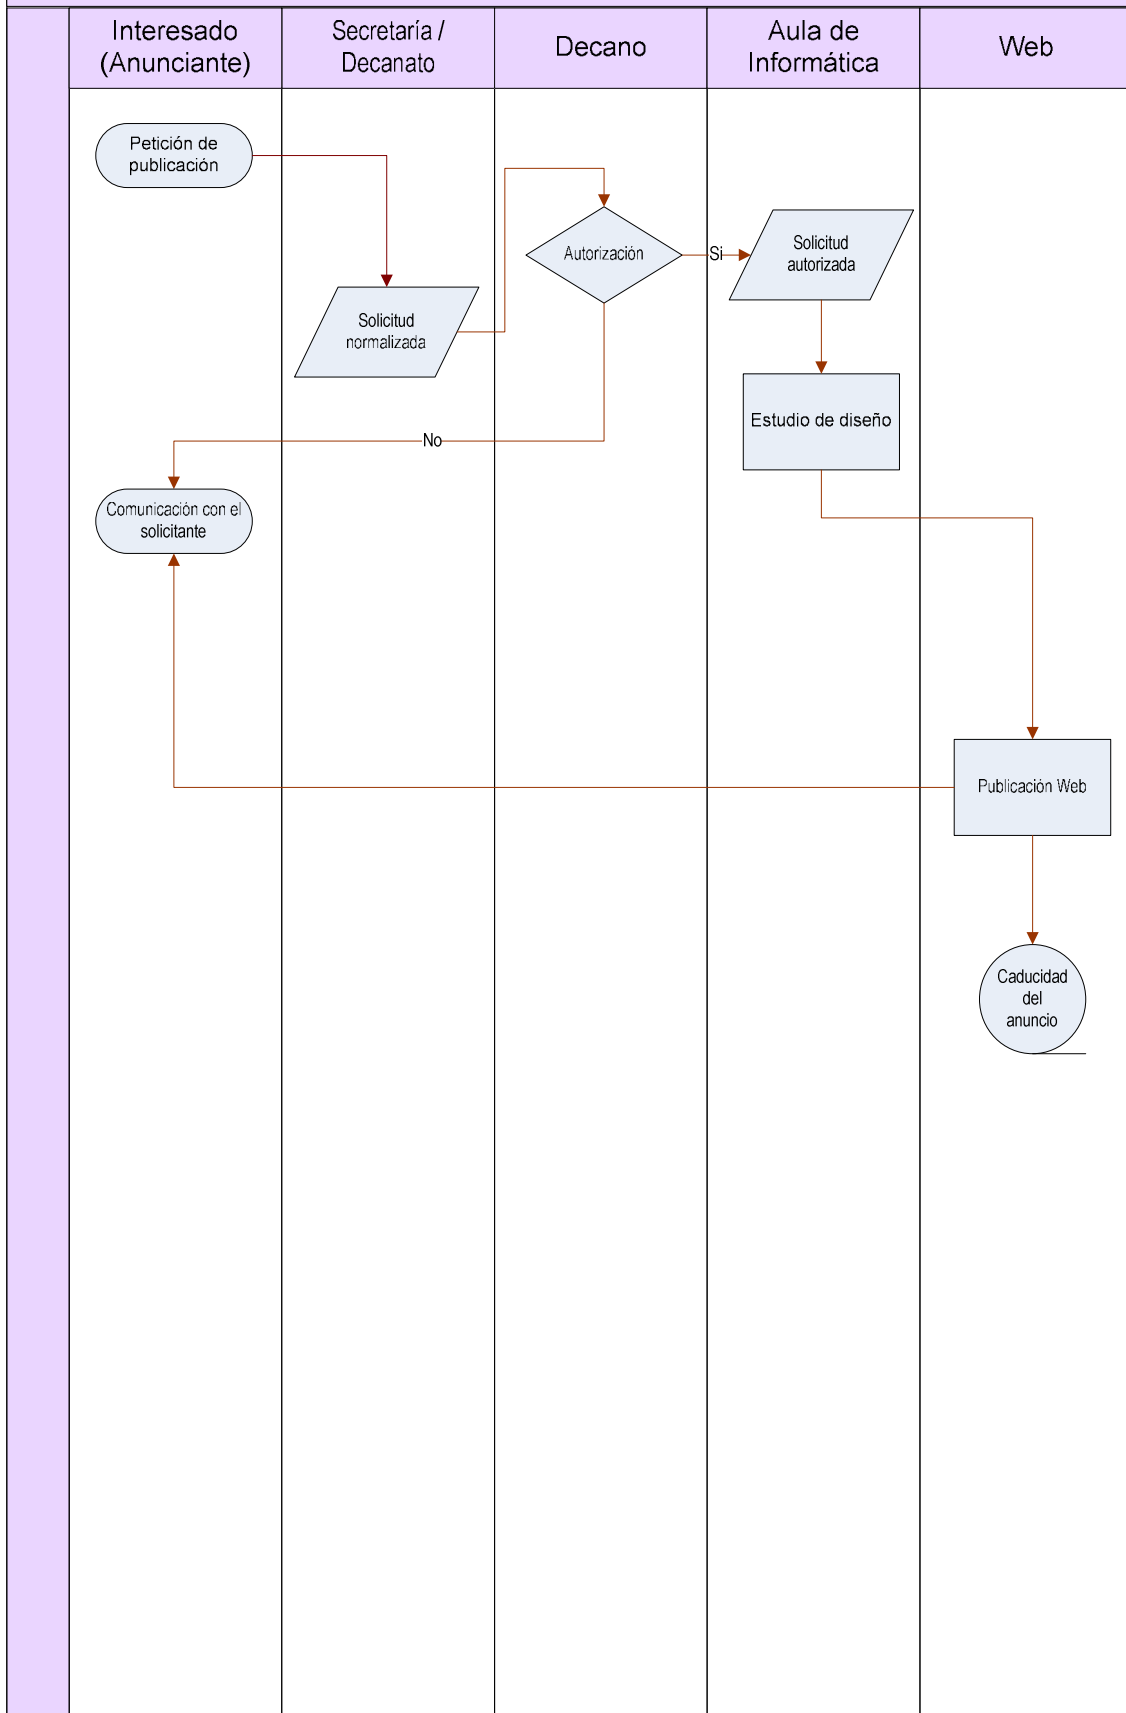 Interesado
(Anunciante)
Secretaría /
Decanato
Decano
Aula de
Informática
Web
Petición de
publicación
Solicitud
normalizada
Autorización
Si
Solicitud
autorizada
Estudio de diseño
No
Comunicación con el
solicitante
Publicación Web
Caducidad
del
anuncio